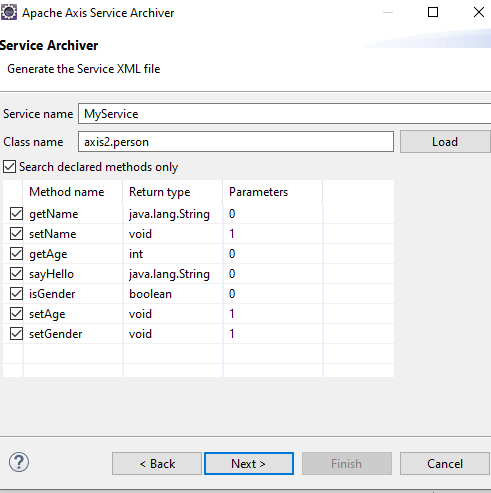 Apache Axis Service Archiver
Service Archiver
Generate the Service XML file
Service name MyService
Class name axis2.person Load
Search declared methods only
Method name Return type Parameters
getName java.lang.String 0
setName void 1
getAge int 0
sayHello java.lang.String 0
isGender boolean 0
setAge void 1
setGender void 1
? < Back Next > Finish Cancel